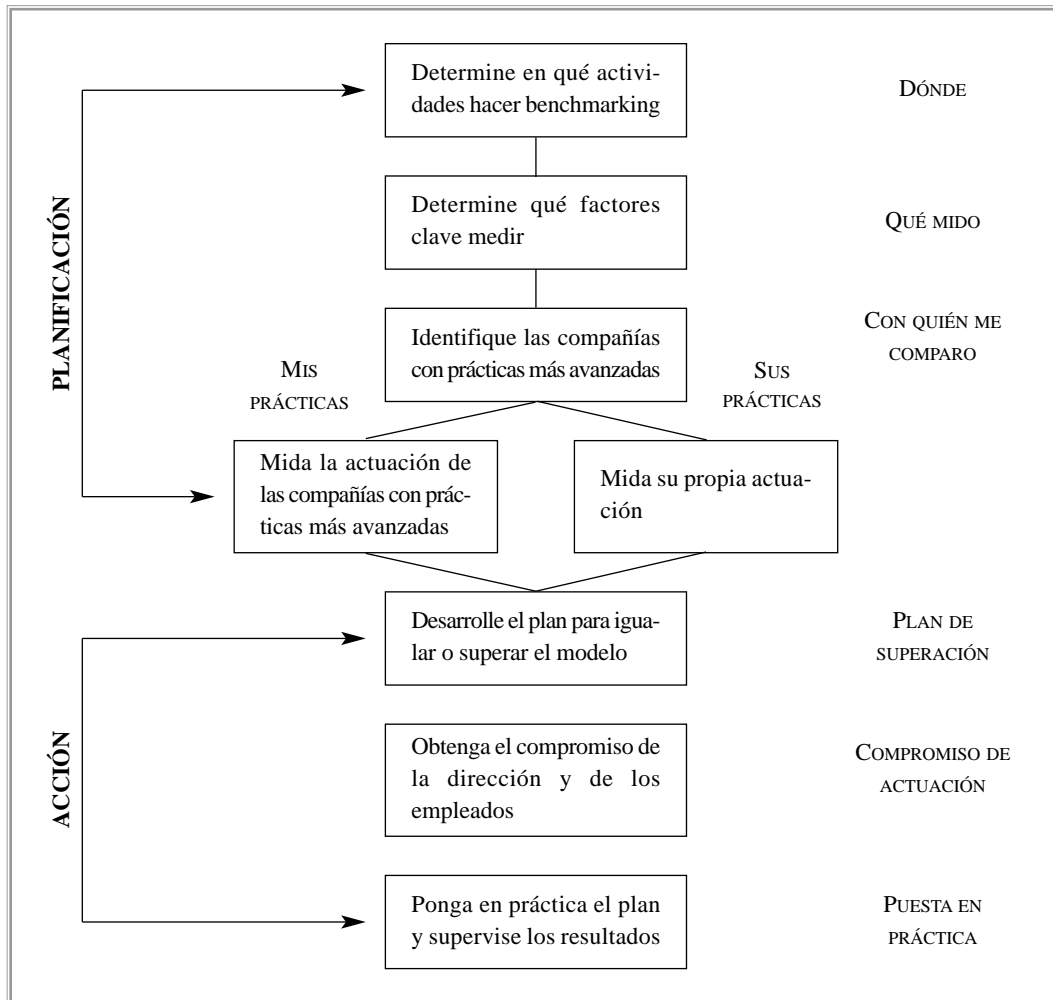 Determine en qué activi-
dades hacer benchmarking
DÓNDE
Determine qué factores
clave medir
QUÉ MIDO
PLANIFICACIÓN
Identifique las compañías
con prácticas más avanzadas
CON QUIÉN ME
COMPARO
MIS
PRÁCTICAS
SUS
PRÁCTICAS
Mida la actuación de
las compañías con prác-
ticas más avanzadas
Mida su propia actua-
ción
Desarrolle el plan para igua-
lar o superar el modelo
PLAN DE
SUPERACIÓN
ACCIÓN
Obtenga el compromiso de
la dirección y de los
empleados
COMPROMISO DE
ACTUACIÓN
Ponga en práctica el plan
y supervise los resultados
PUESTA EN
PRÁCTICA